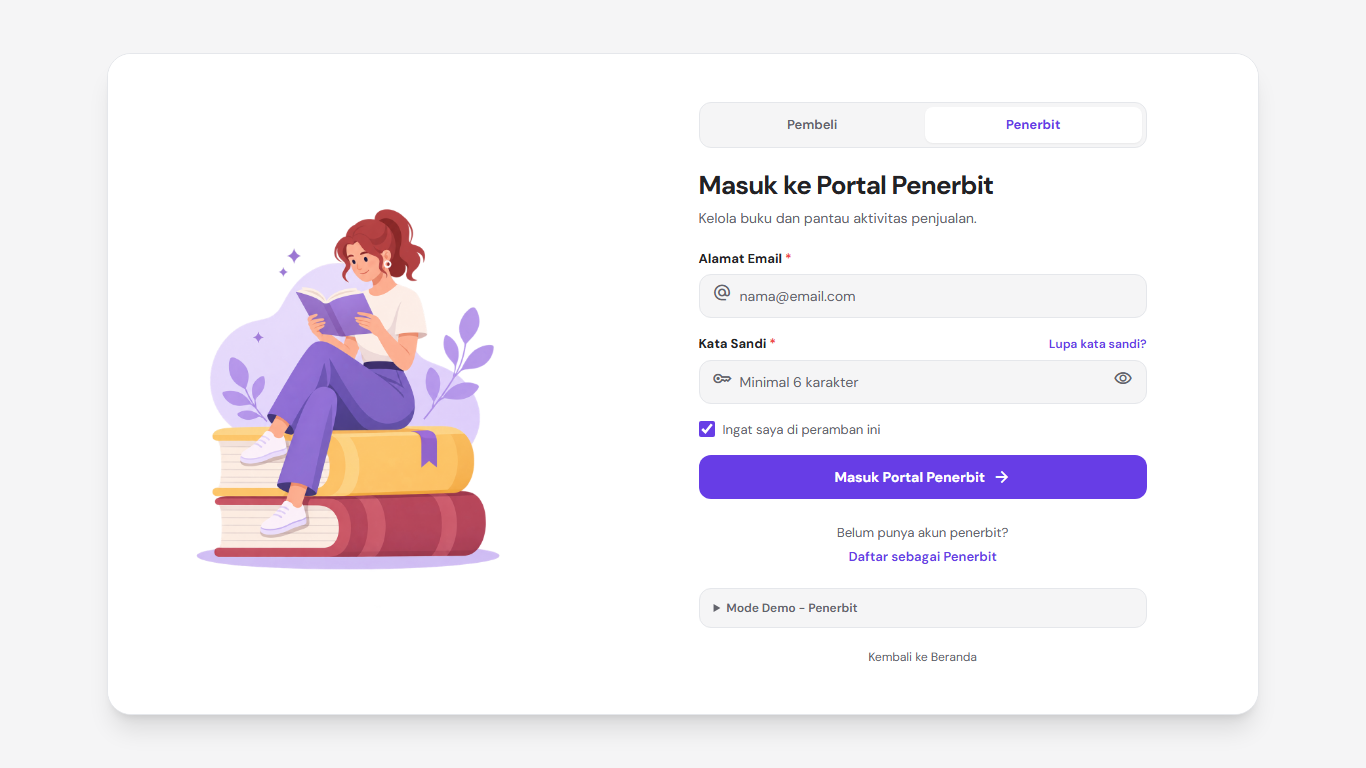 Pembeli
Penerbit
Masuk ke Portal Penerbit
Kelola buku dan pantau aktivitas penjualan.
Alamat Email *
nama@email.com
Kata Sandi *
Lupa kata sandi?
Minimal 6 karakter
Ingat saya di peramban ini
Masuk Portal Penerbit →
Belum punya akun penerbit?
Daftar sebagai Penerbit
Mode Demo - Penerbit
Kembali ke Beranda